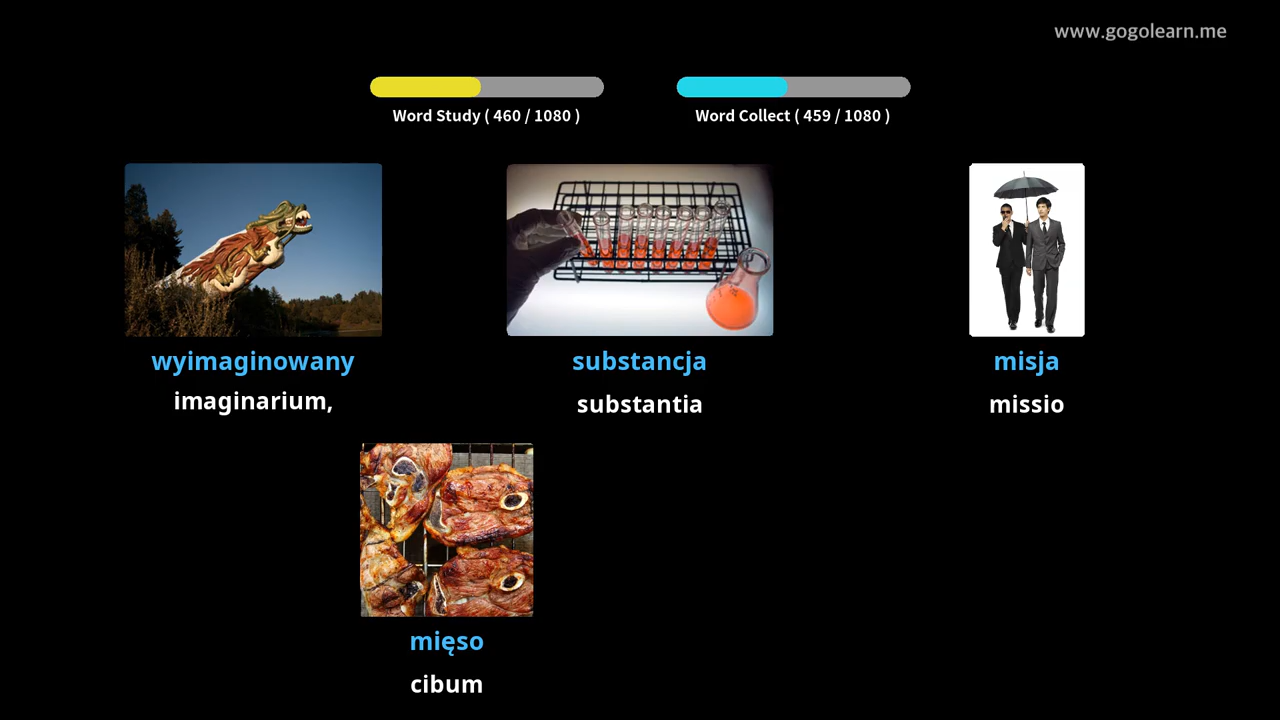 www.gogolearn.me
Word Study ( 460 / 1080 )
Word Collect ( 459 / 1080 )
wyimaginowany
imaginarium,
substancja
substantia
misja
missio
mięso
cibum